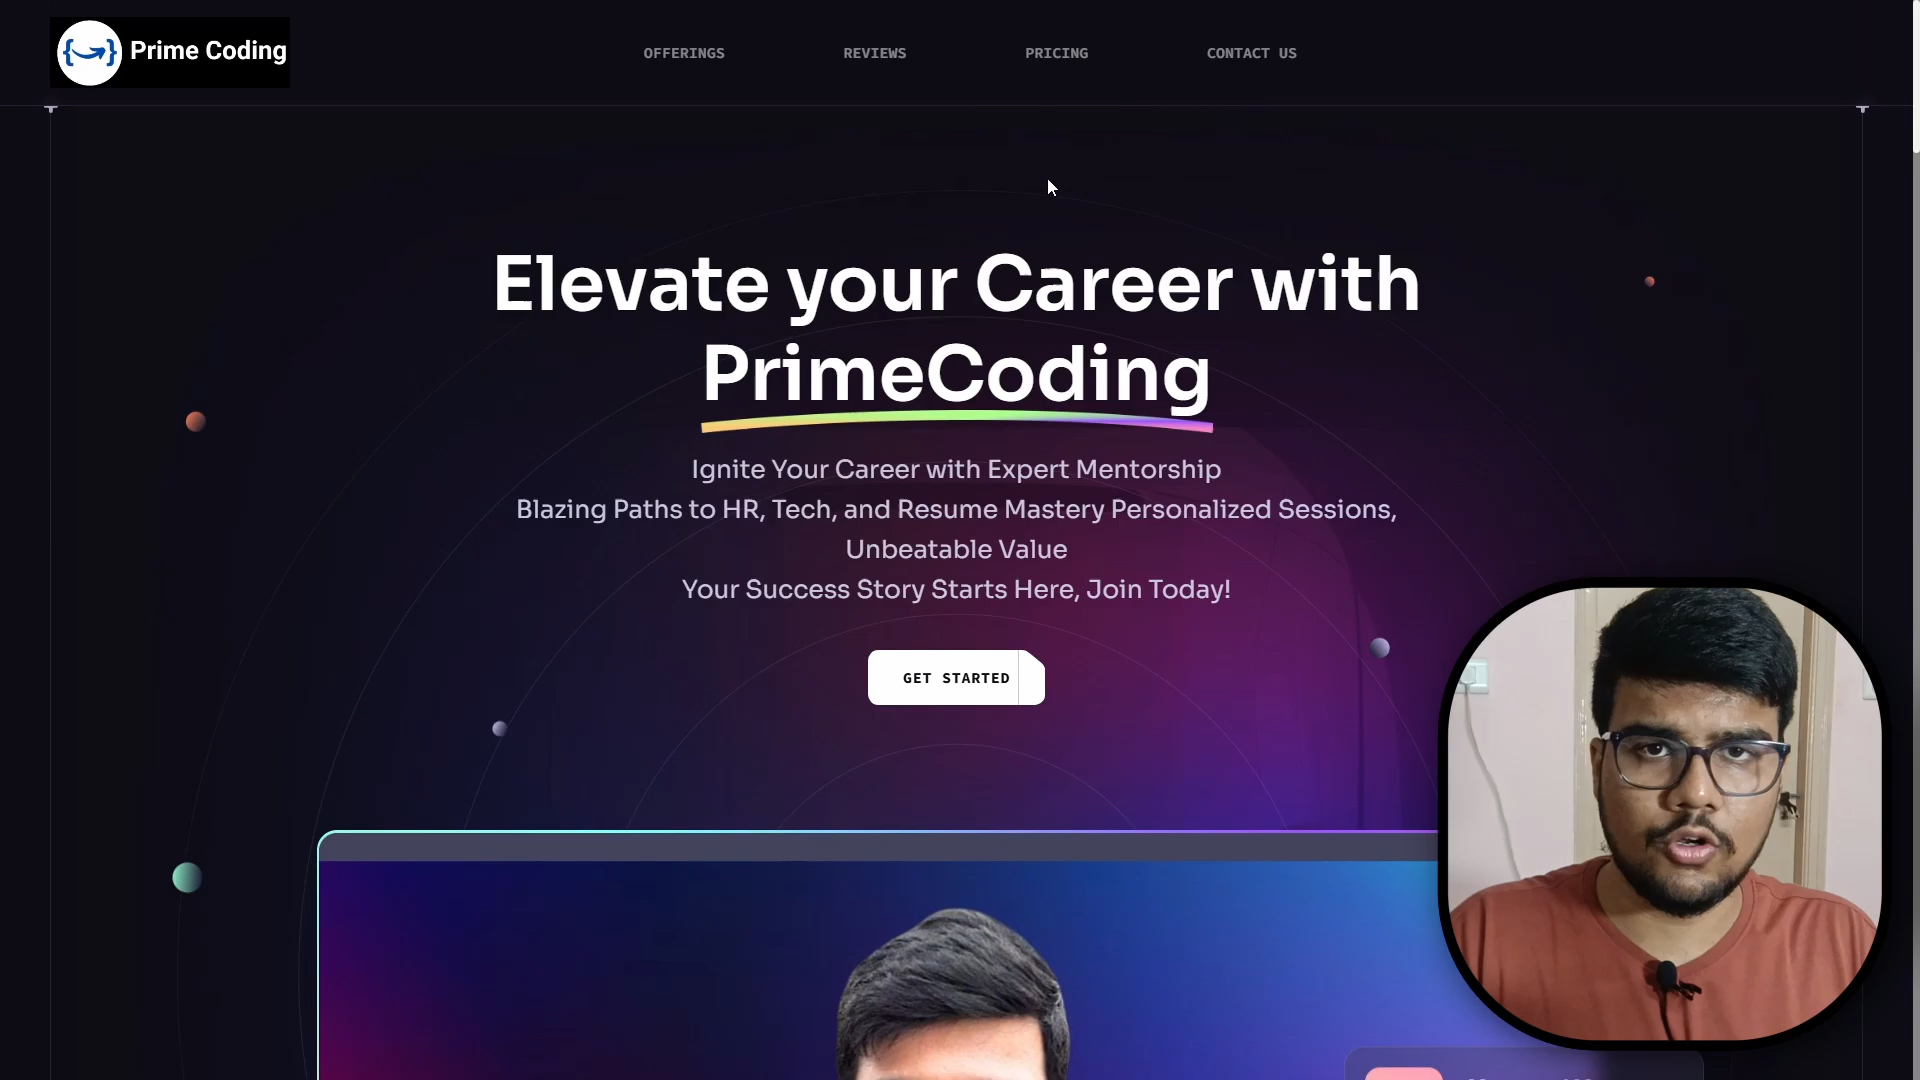 Prime Coding
OFFERINGS
REVIEWS
PRICING
CONTACT US
Elevate your Career with
PrimeCoding
Ignite Your Career with Expert Mentorship
Blazing Paths to HR, Tech, and Resume Mastery Personalized Sessions,
Unbeatable Value
Your Success Story Starts Here, Join Today!
GET STARTED